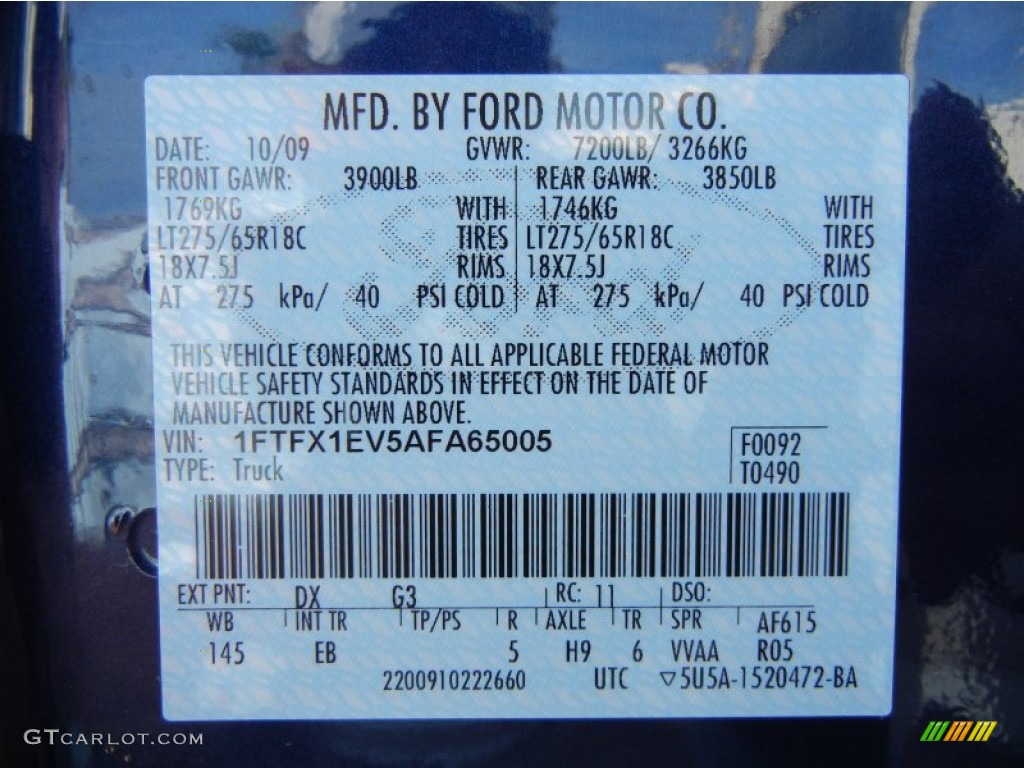 MFD. BY FORD MOTOR CO.
DATE: 10/09 GVWR: 7200LB/ 3266KG
FRONT GAWR: 3900LB REAR GAWR: 3850LB
1769KG WITH 1746KG WITH
LT275/65R18C TIRES LT275/65R18C TIRES
18X7.5J RIMS 18X7.5J RIMS
AT 275 kPa/ 40 PSI COLD AT 275 kPa/ 40 PSI COLD
THIS VEHICLE CONFORMS TO ALL APPLICABLE FEDERAL MOTOR
VEHICLE SAFETY STANDARDS IN EFFECT ON THE DATE OF
MANUFACTURE SHOWN ABOVE.
VIN: 1FTFX1EV5AFA65005 F0092
TYPE: Truck T0490
EXT PNT: DX G3 RC: 11 DSO:
WB INT TR TP/PS R AXLE TR SPR AF615
145 EB 5 H9 6 VVAA R05
2200910222660 UTC ▽5U5A-1520472-BA
GTCARLOT.COM